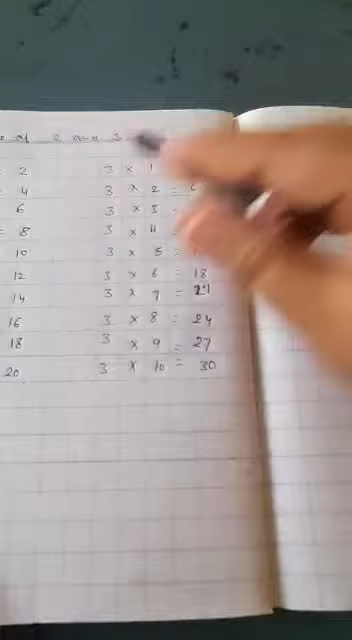 of 2 and 3
= 2 3 x 1
4 3 x 2 = 6
6 3 x 3 =
= 8 3 x 4 =
10 3 x 5 =
12 3 x 6 = 18
14 3 x 7 = 21
16 3 x 8 = 24
18 3 x 9 = 27
20 3 x 10 = 30